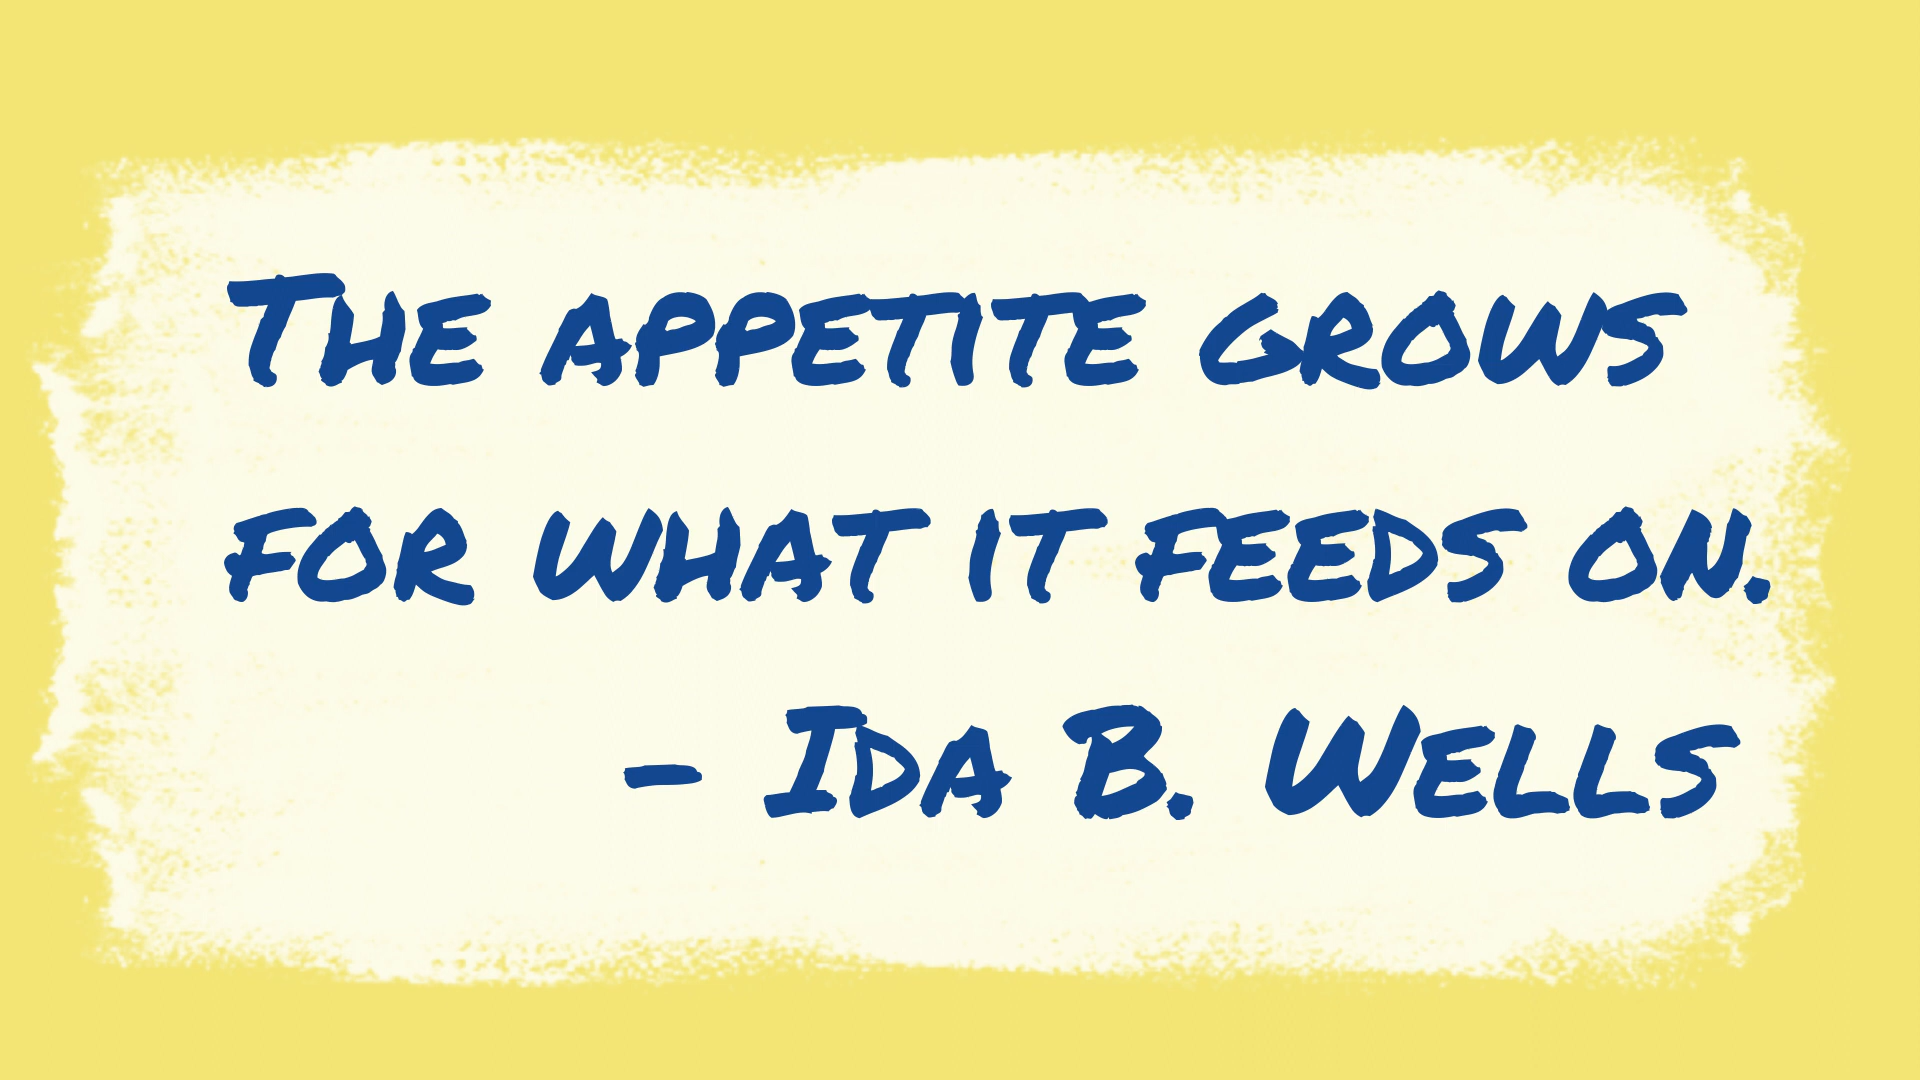 The appetite grows
for what it feeds on.
- Ida B. Wells